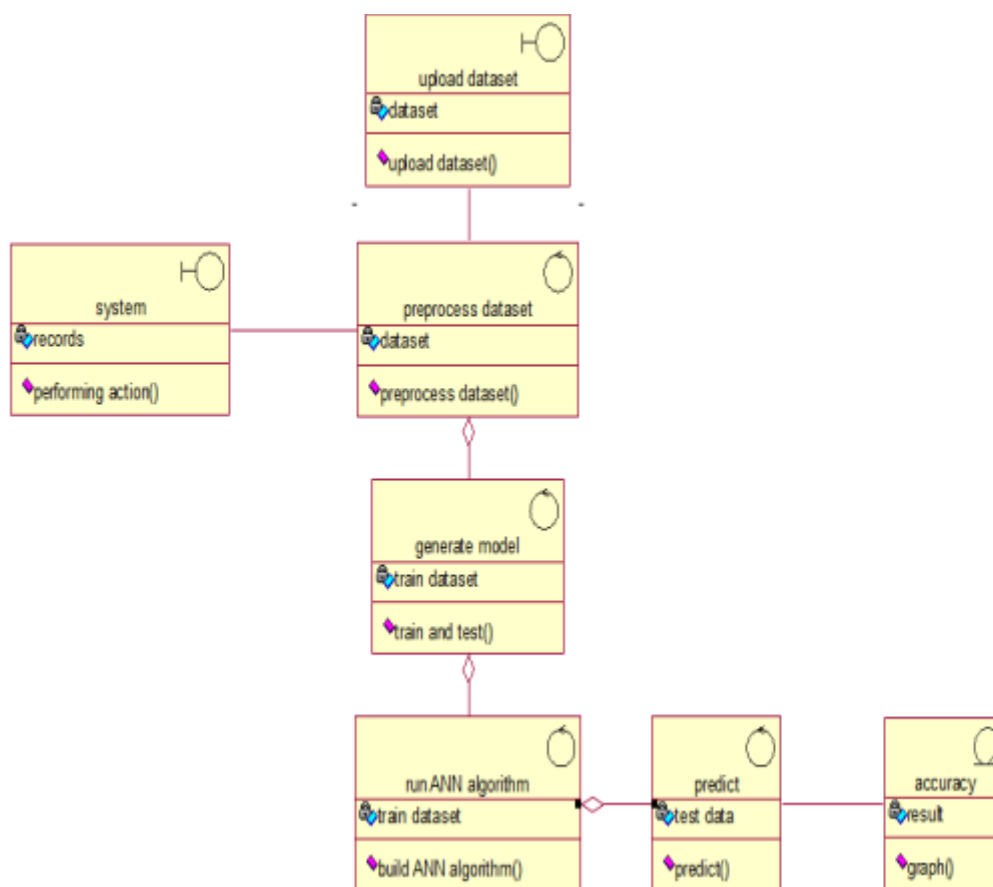 upload dataset
dataset
upload dataset()
-
-
system
records
performing action()
preprocess dataset
dataset
preprocess dataset()
generate model
train dataset
train and test()
run ANN algorithm
train dataset
build ANN algorithm()
predict
test data
predict()
accuracy
result
graph()